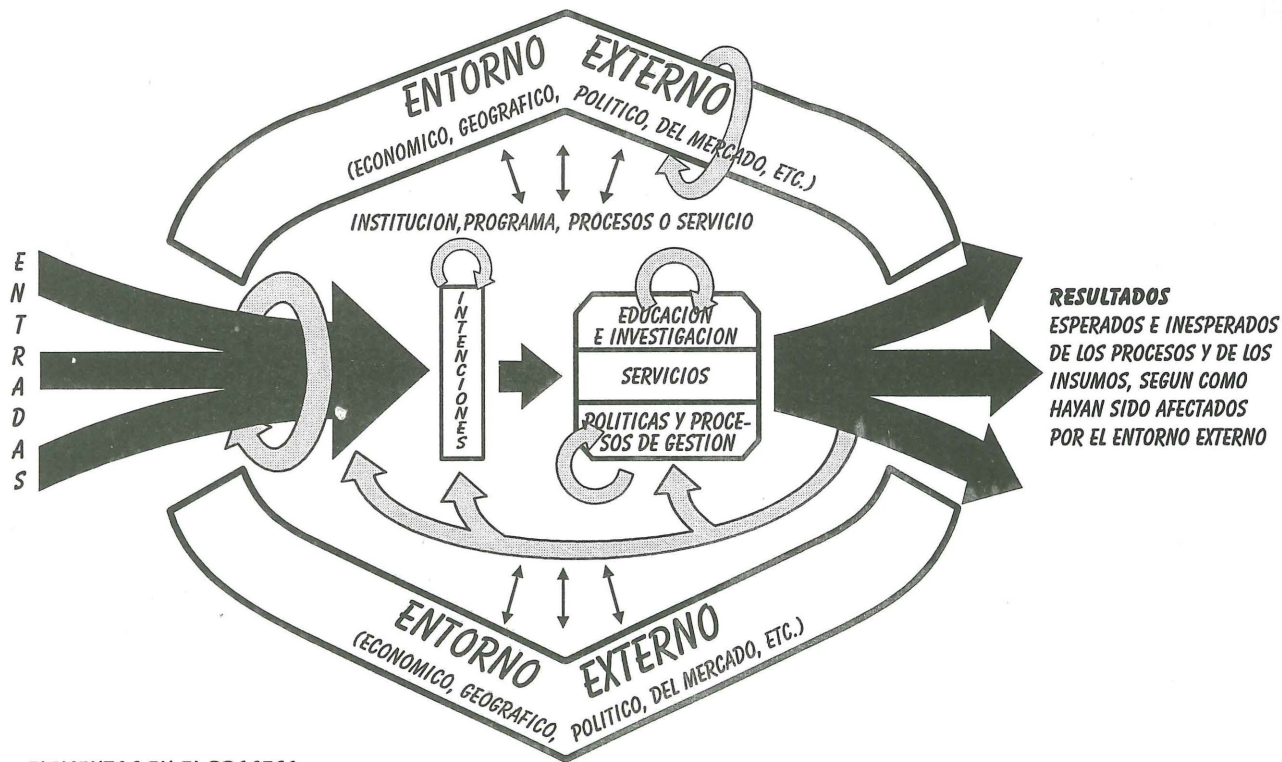 ENTORNO EXTERNO
(ECONOMICO, GEOGRAFICO, POLITICO, DEL MERCADO, ETC.)
INSTITUCION, PROGRAMA, PROCESOS O SERVICIO
ENTRADAS
INTENCIONES
EDUCACION
E INVESTIGACION
SERVICIOS
POLITICAS Y PROCE-
SOS DE GESTION
RESULTADOS
ESPERADOS E INESPERADOS
DE LOS PROCESOS Y DE LOS
INSUMOS, SEGUN COMO
HAYAN SIDO AFECTADOS
POR EL ENTORNO EXTERNO
ENTORNO EXTERNO
(ECONOMICO, GEOGRAFICO, POLITICO, DEL MERCADO, ETC.)